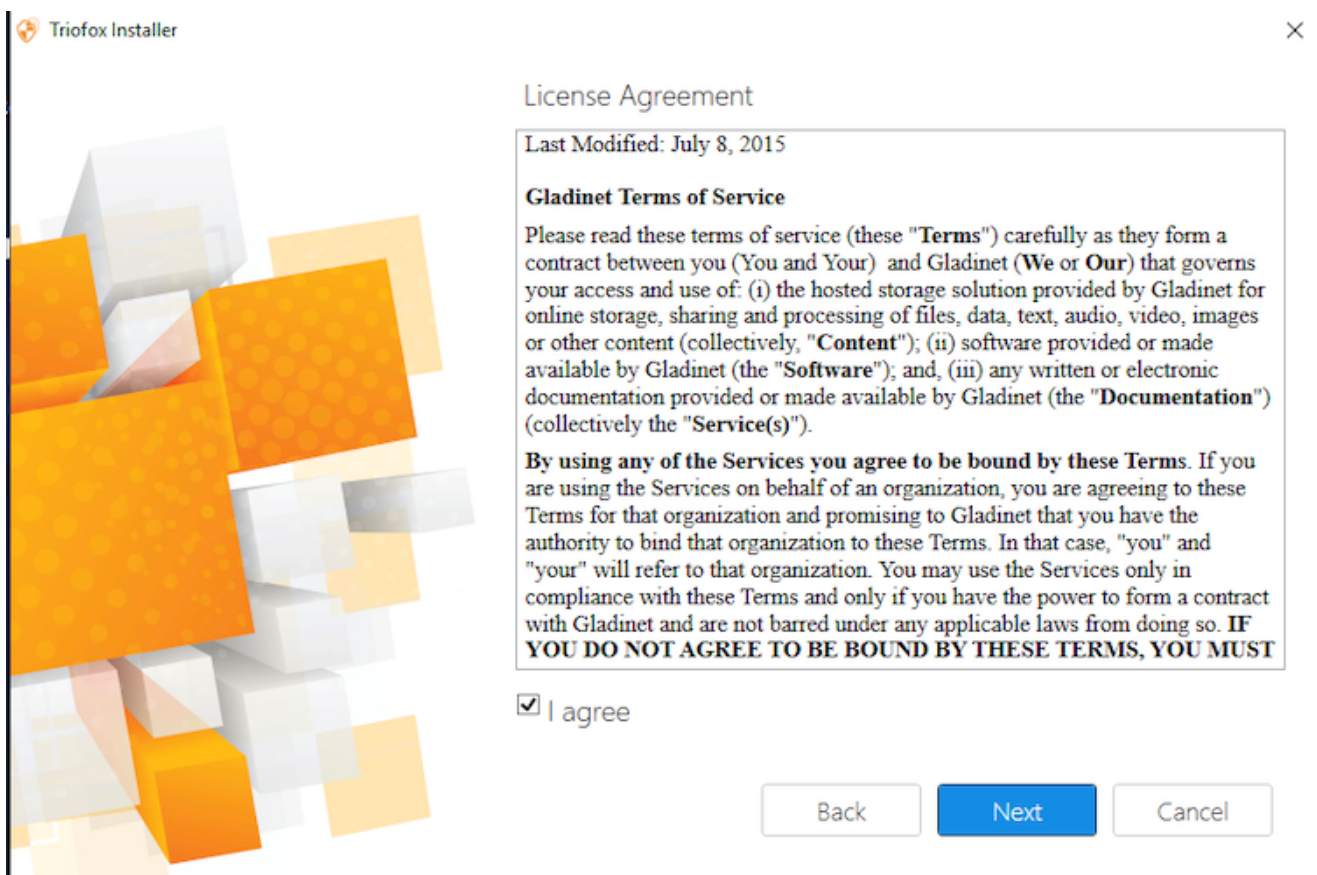 Triofox Installer
License Agreement
Last Modified: July 8, 2015
Gladinet Terms of Service
Please read these terms of service (these "Terms") carefully as they form a
contract between you (You and Your)  and Gladinet (We or Our) that governs
your access and use of: (i) the hosted storage solution provided by Gladinet for
online storage, sharing and processing of files, data, text, audio, video, images
or other content (collectively, "Content"); (ii) software provided or made
available by Gladinet (the "Software"); and, (iii) any written or electronic
documentation provided or made available by Gladinet (the "Documentation")
(collectively the "Service(s)").
By using any of the Services you agree to be bound by these Terms. If you
are using the Services on behalf of an organization, you are agreeing to these
Terms for that organization and promising to Gladinet that you have the
authority to bind that organization to these Terms. In that case, "you" and
"your" will refer to that organization. You may use the Services only in
compliance with these Terms and only if you have the power to form a contract
with Gladinet and are not barred under any applicable laws from doing so. IF
YOU DO NOT AGREE TO BE BOUND BY THESE TERMS, YOU MUST
I agree
Back
Next
Cancel